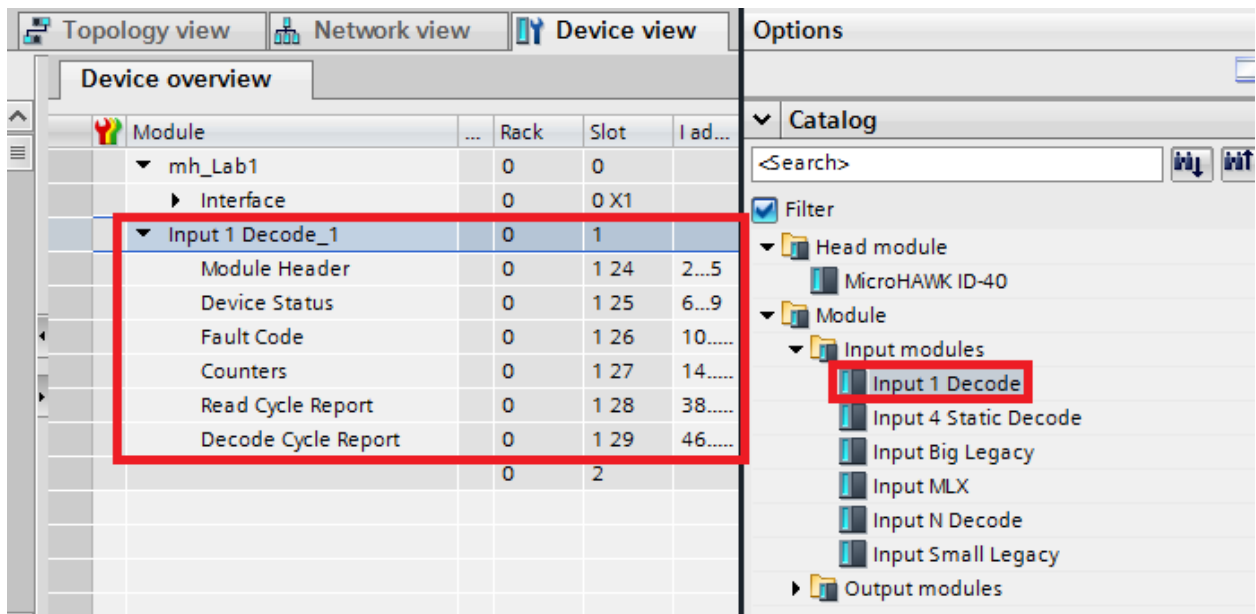 Topology view Network view Device view Options
Device overview
Module ... Rack Slot I ad... Catalog
mh_Lab1 0 0 <Search>
Interface 0 0 X1 Filter
Input 1 Decode_1 0 1 Head module
Module Header 0 1 24 2...5 MicroHAWK ID-40
Device Status 0 1 25 6...9 Module
Fault Code 0 1 26 10..... Input modules
Counters 0 1 27 14..... Input 1 Decode
Read Cycle Report 0 1 28 38..... Input 4 Static Decode
Decode Cycle Report 0 1 29 46..... Input Big Legacy
0 2 Input MLX
Input N Decode
Input Small Legacy
Output modules